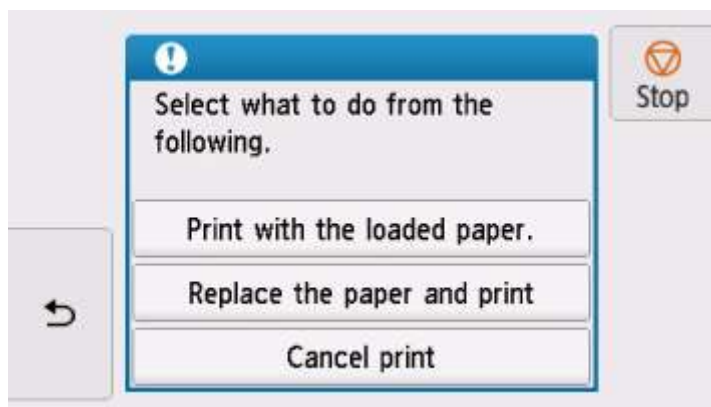 Select what to do from the
following.
Stop
Print with the loaded paper.
Replace the paper and print
Cancel print